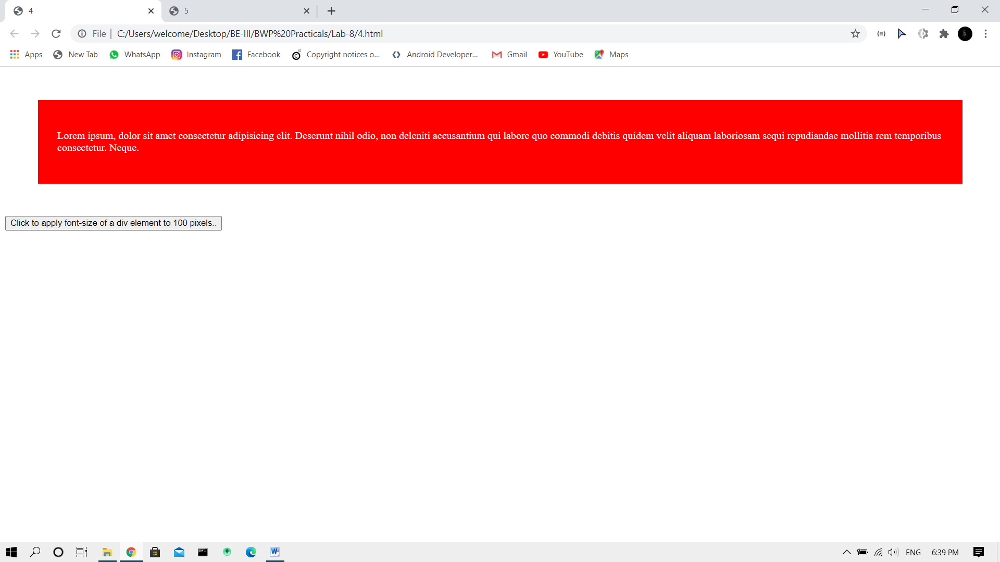 4
5
File
C:/Users/welcome/Desktop/BE-III/BWP%20Practicals/Lab-8/4.html
Apps New Tab WhatsApp Instagram Facebook Copyright notices o... Android Developer... Gmail YouTube Maps
Lorem ipsum, dolor sit amet consectetur adipisicing elit. Deserunt nihil odio, non deleniti accusantium qui labore quo commodi debitis quidem velit aliquam laboriosam sequi repudiandae mollitia rem temporibus
consectetur. Neque.
Click to apply font-size of a div element to 100 pixels..
ENG 6:39 PM